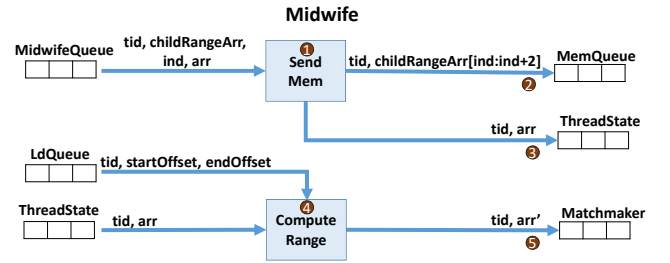 Midwife
MidwifeQueue
tid, childRangeArr,
ind, arr
1
Send
Mem
tid, childRangeArr[ind:ind+2]
2
MemQueue
tid, arr
3
ThreadState
LdQueue
tid, startOffset, endOffset
ThreadState
tid, arr
4
Compute
Range
tid, arr’
5
Matchmaker